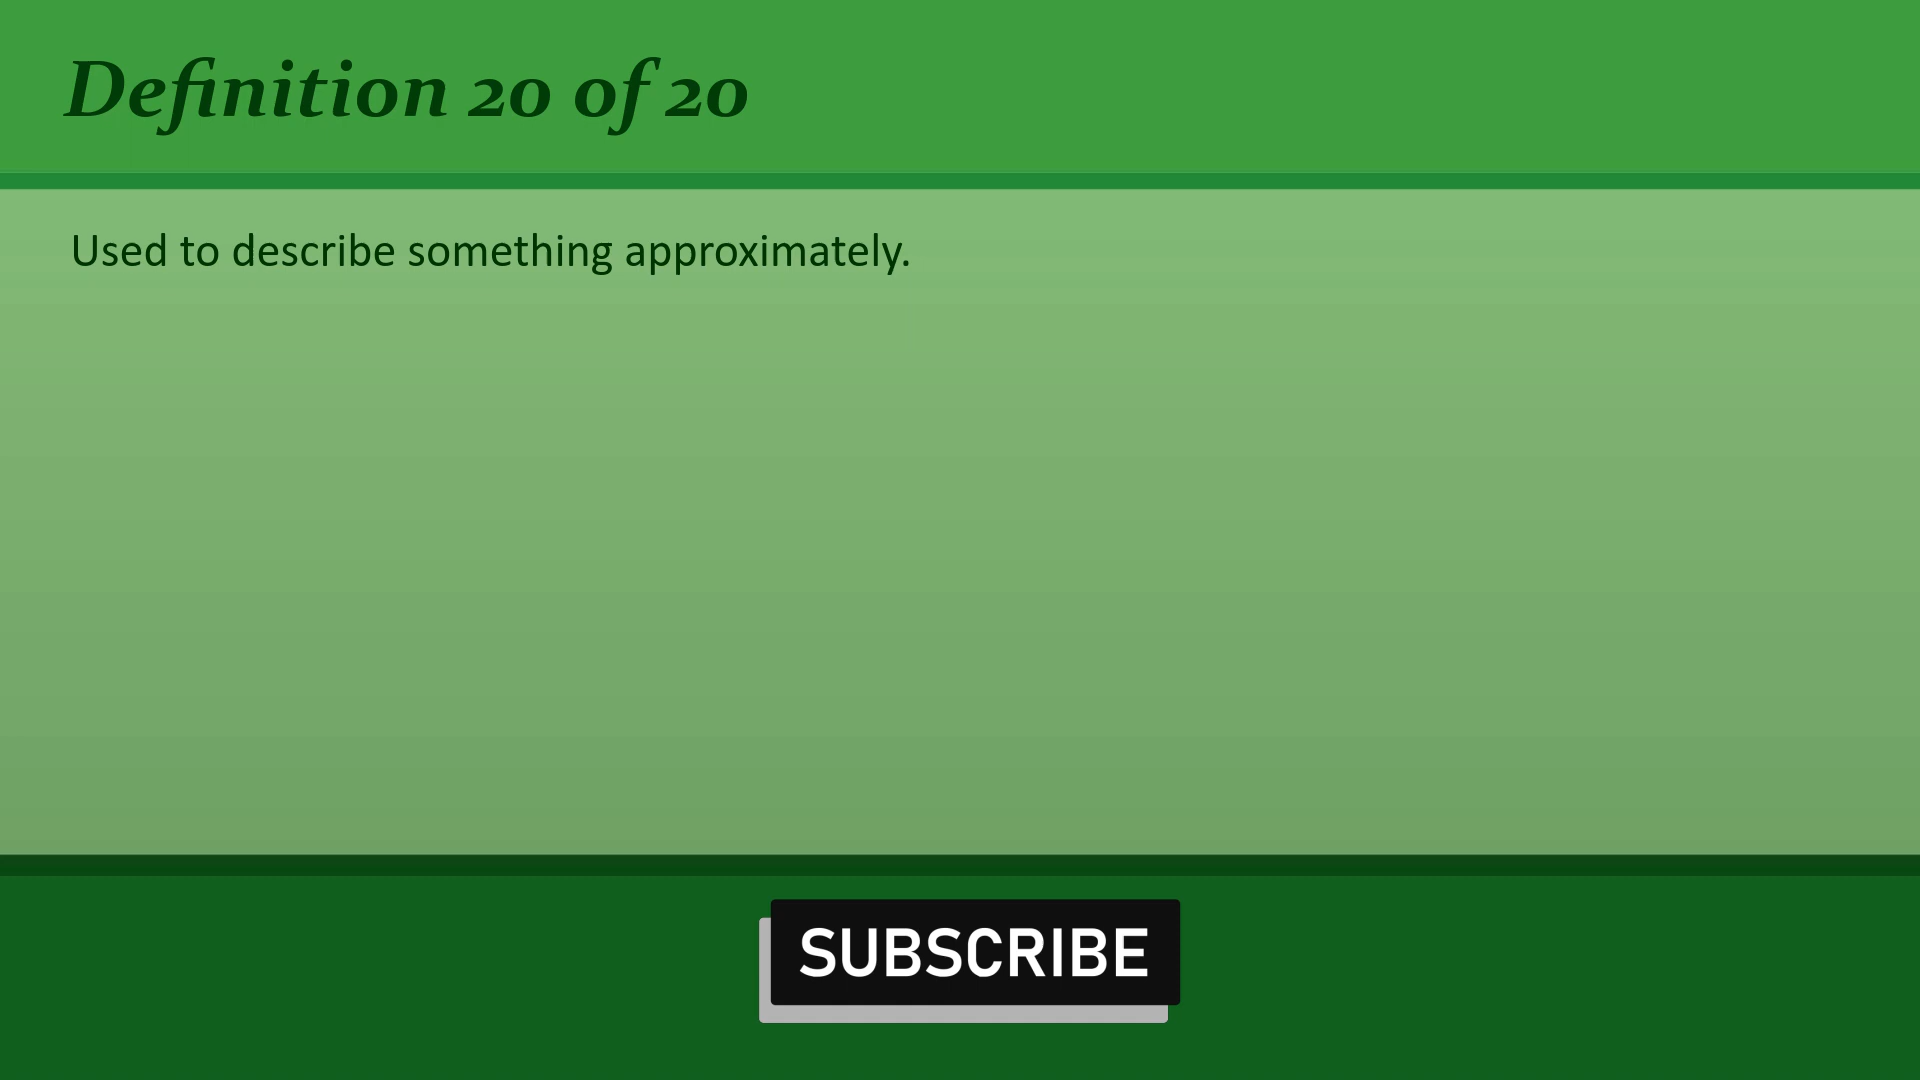 Definition 20 of 20
Used to describe something approximately.
SUBSCRIBE